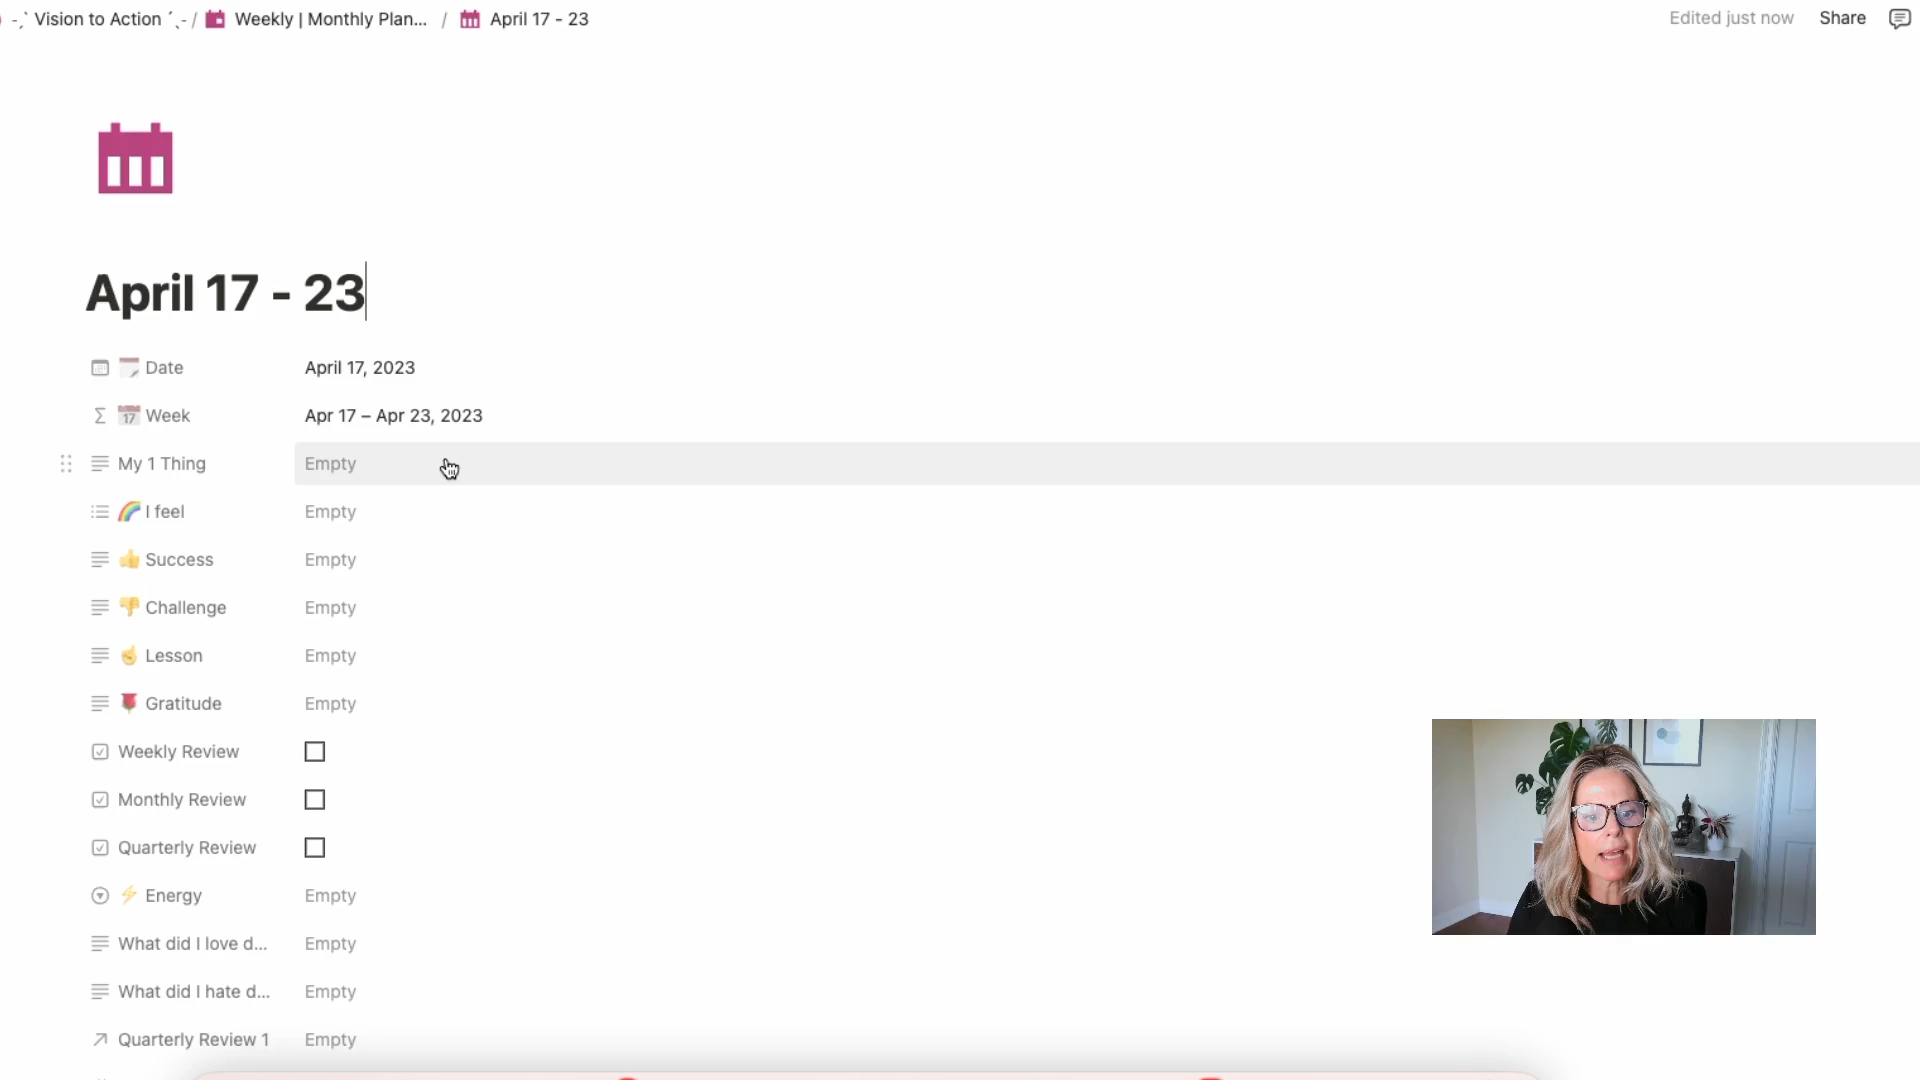 Vision to Action / Weekly | Monthly Plan... / April 17 - 23
Edited just now Share
April 17 - 23
Date April 17, 2023
17 Week Apr 17 – Apr 23, 2023
My 1 Thing Empty
I feel Empty
Success Empty
Challenge Empty
Lesson Empty
Gratitude Empty
Weekly Review
Monthly Review
Quarterly Review
Energy Empty
What did I love d... Empty
What did I hate d... Empty
Quarterly Review 1 Empty